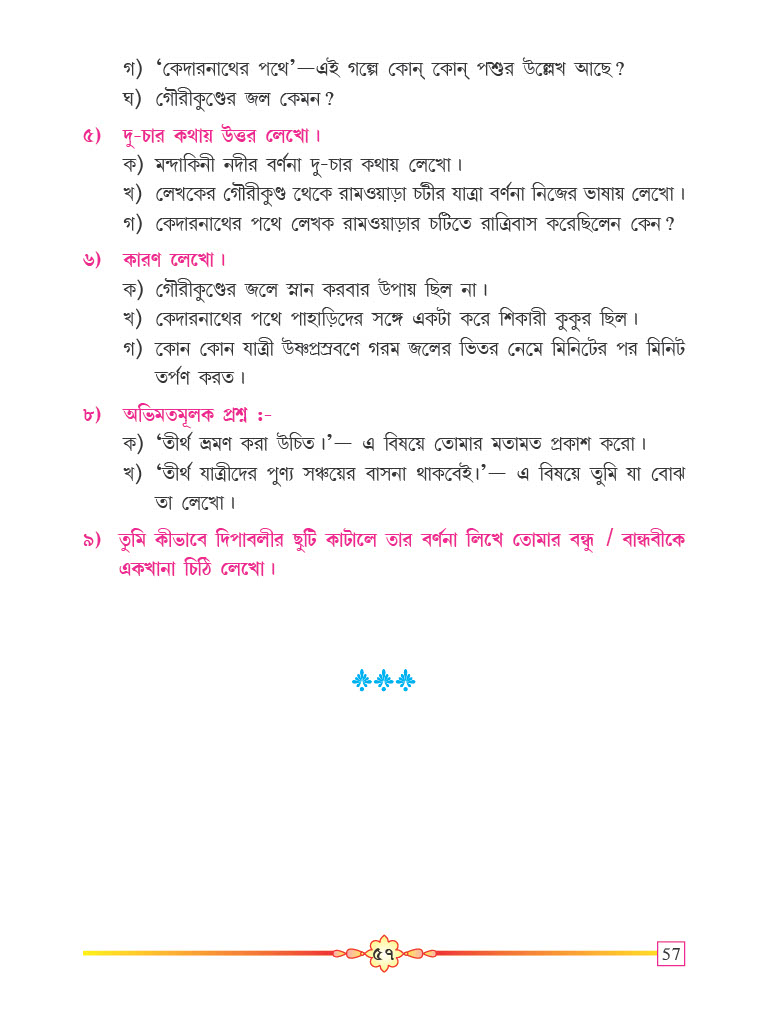 গ) ‘কেদারনাথের পথে’—এই গল্পে কোন্ কোন্ পশুর উল্লেখ আছে?
ঘ) গৌরীকুণ্ডের জল কেমন?
৫) দু-চার কথায় উত্তর লেখো।
ক) মন্দাকিনী নদীর বর্ণনা দু-চার কথায় লেখো।
খ) লেখকের গৌরীকুণ্ড থেকে রামওয়াড়া চটীর যাত্রা বর্ণনা নিজের ভাষায় লেখো।
গ) কেদারনাথের পথে লেখক রামওয়াড়ার চটিতে রাত্রিবাস করেছিলেন কেন?
৬) কারণ লেখো।
ক) গৌরীকুণ্ডের জলে স্নান করবার উপায় ছিল না।
খ) কেদারনাথের পথে পাহাড়িদের সঙ্গে একটা করে শিকারী কুকুর ছিল।
গ) কোন কোন যাত্রী উষ্ণপ্রস্রবণে গরম জলের ভিতর নেমে মিনিটের পর মিনিট
তর্পণ করত।
৮) অভিমতমূলক প্রশ্ন :-
ক) ‘তীর্থ ভ্রমণ করা উচিত।’— এ বিষয়ে তোমার মতামত প্রকাশ করো।
খ) ‘তীর্থ যাত্রীদের পুণ্য সঞ্চয়ের বাসনা থাকবেই।’— এ বিষয়ে তুমি যা বোঝ
তা লেখো।
৯) তুমি কীভাবে দিপাবলীর ছুটি কাটালে তার বর্ণনা লিখে তোমার বন্ধু / বান্ধবীকে
একখানা চিঠি লেখো।
৫৭
57